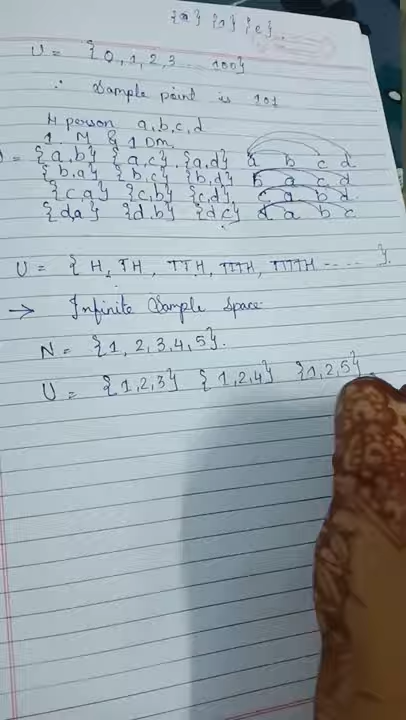 {a} {s} {c}.
U = {0, 1, 2, 3 ... 100}
∴ Sample point is 101
4 person a, b, c, d
1. M & 1 DM.
U = {a, b} {a, c}, {a, d} a b c d
{b, a} {b, c} {b, d} b a c d
{c, a} {c, b} {c, d} c a b d.
{d, a} {d, b} {d c} d a b c
U = { H, TH, TTH, TTTH, TTTTH ---- }.
→ Infinite Sample Space.
N = {1, 2, 3, 4, 5}.
U = {1, 2, 3} {1, 2, 4} {1, 2, 5}